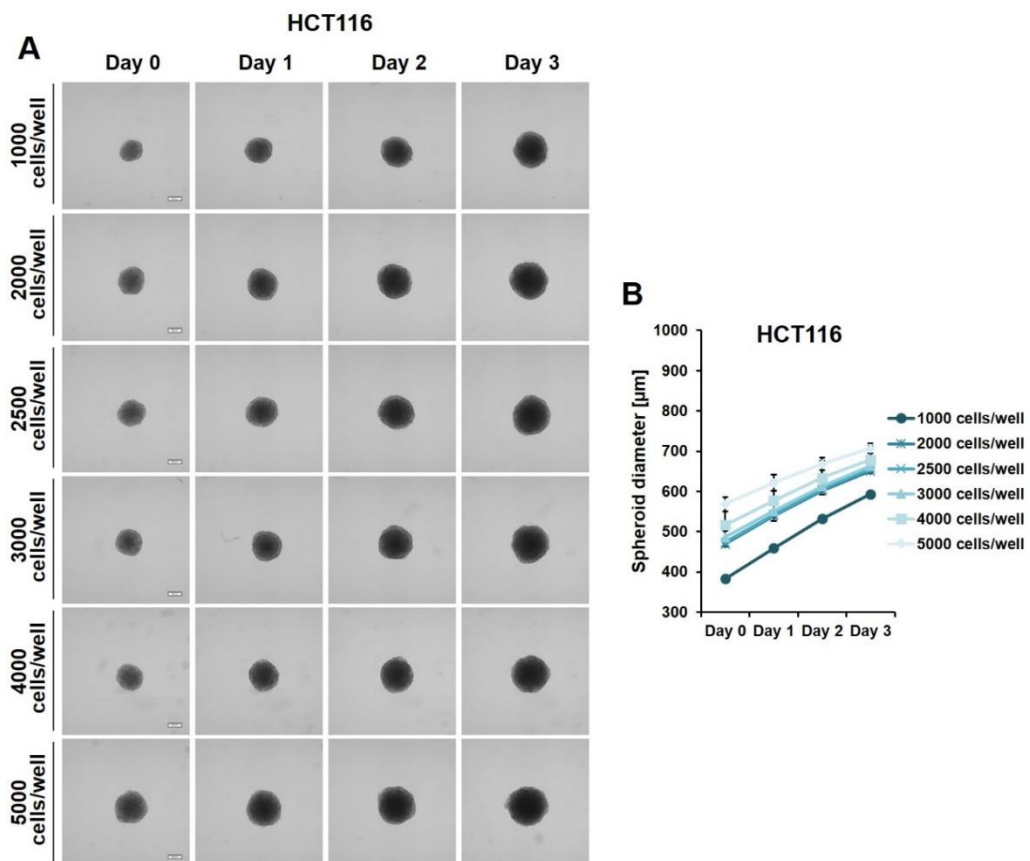 A
HCT116
Day 0 Day 1 Day 2 Day 3
1000
cells/well
2000
cells/well
2500
cells/well
3000
cells/well
4000
cells/well
5000
cells/well
B
HCT116
Spheroid diameter [µm]
1000
900
800
700
600
500
400
300
Day 0 Day 1 Day 2 Day 3
1000 cells/well
2000 cells/well
2500 cells/well
3000 cells/well
4000 cells/well
5000 cells/well